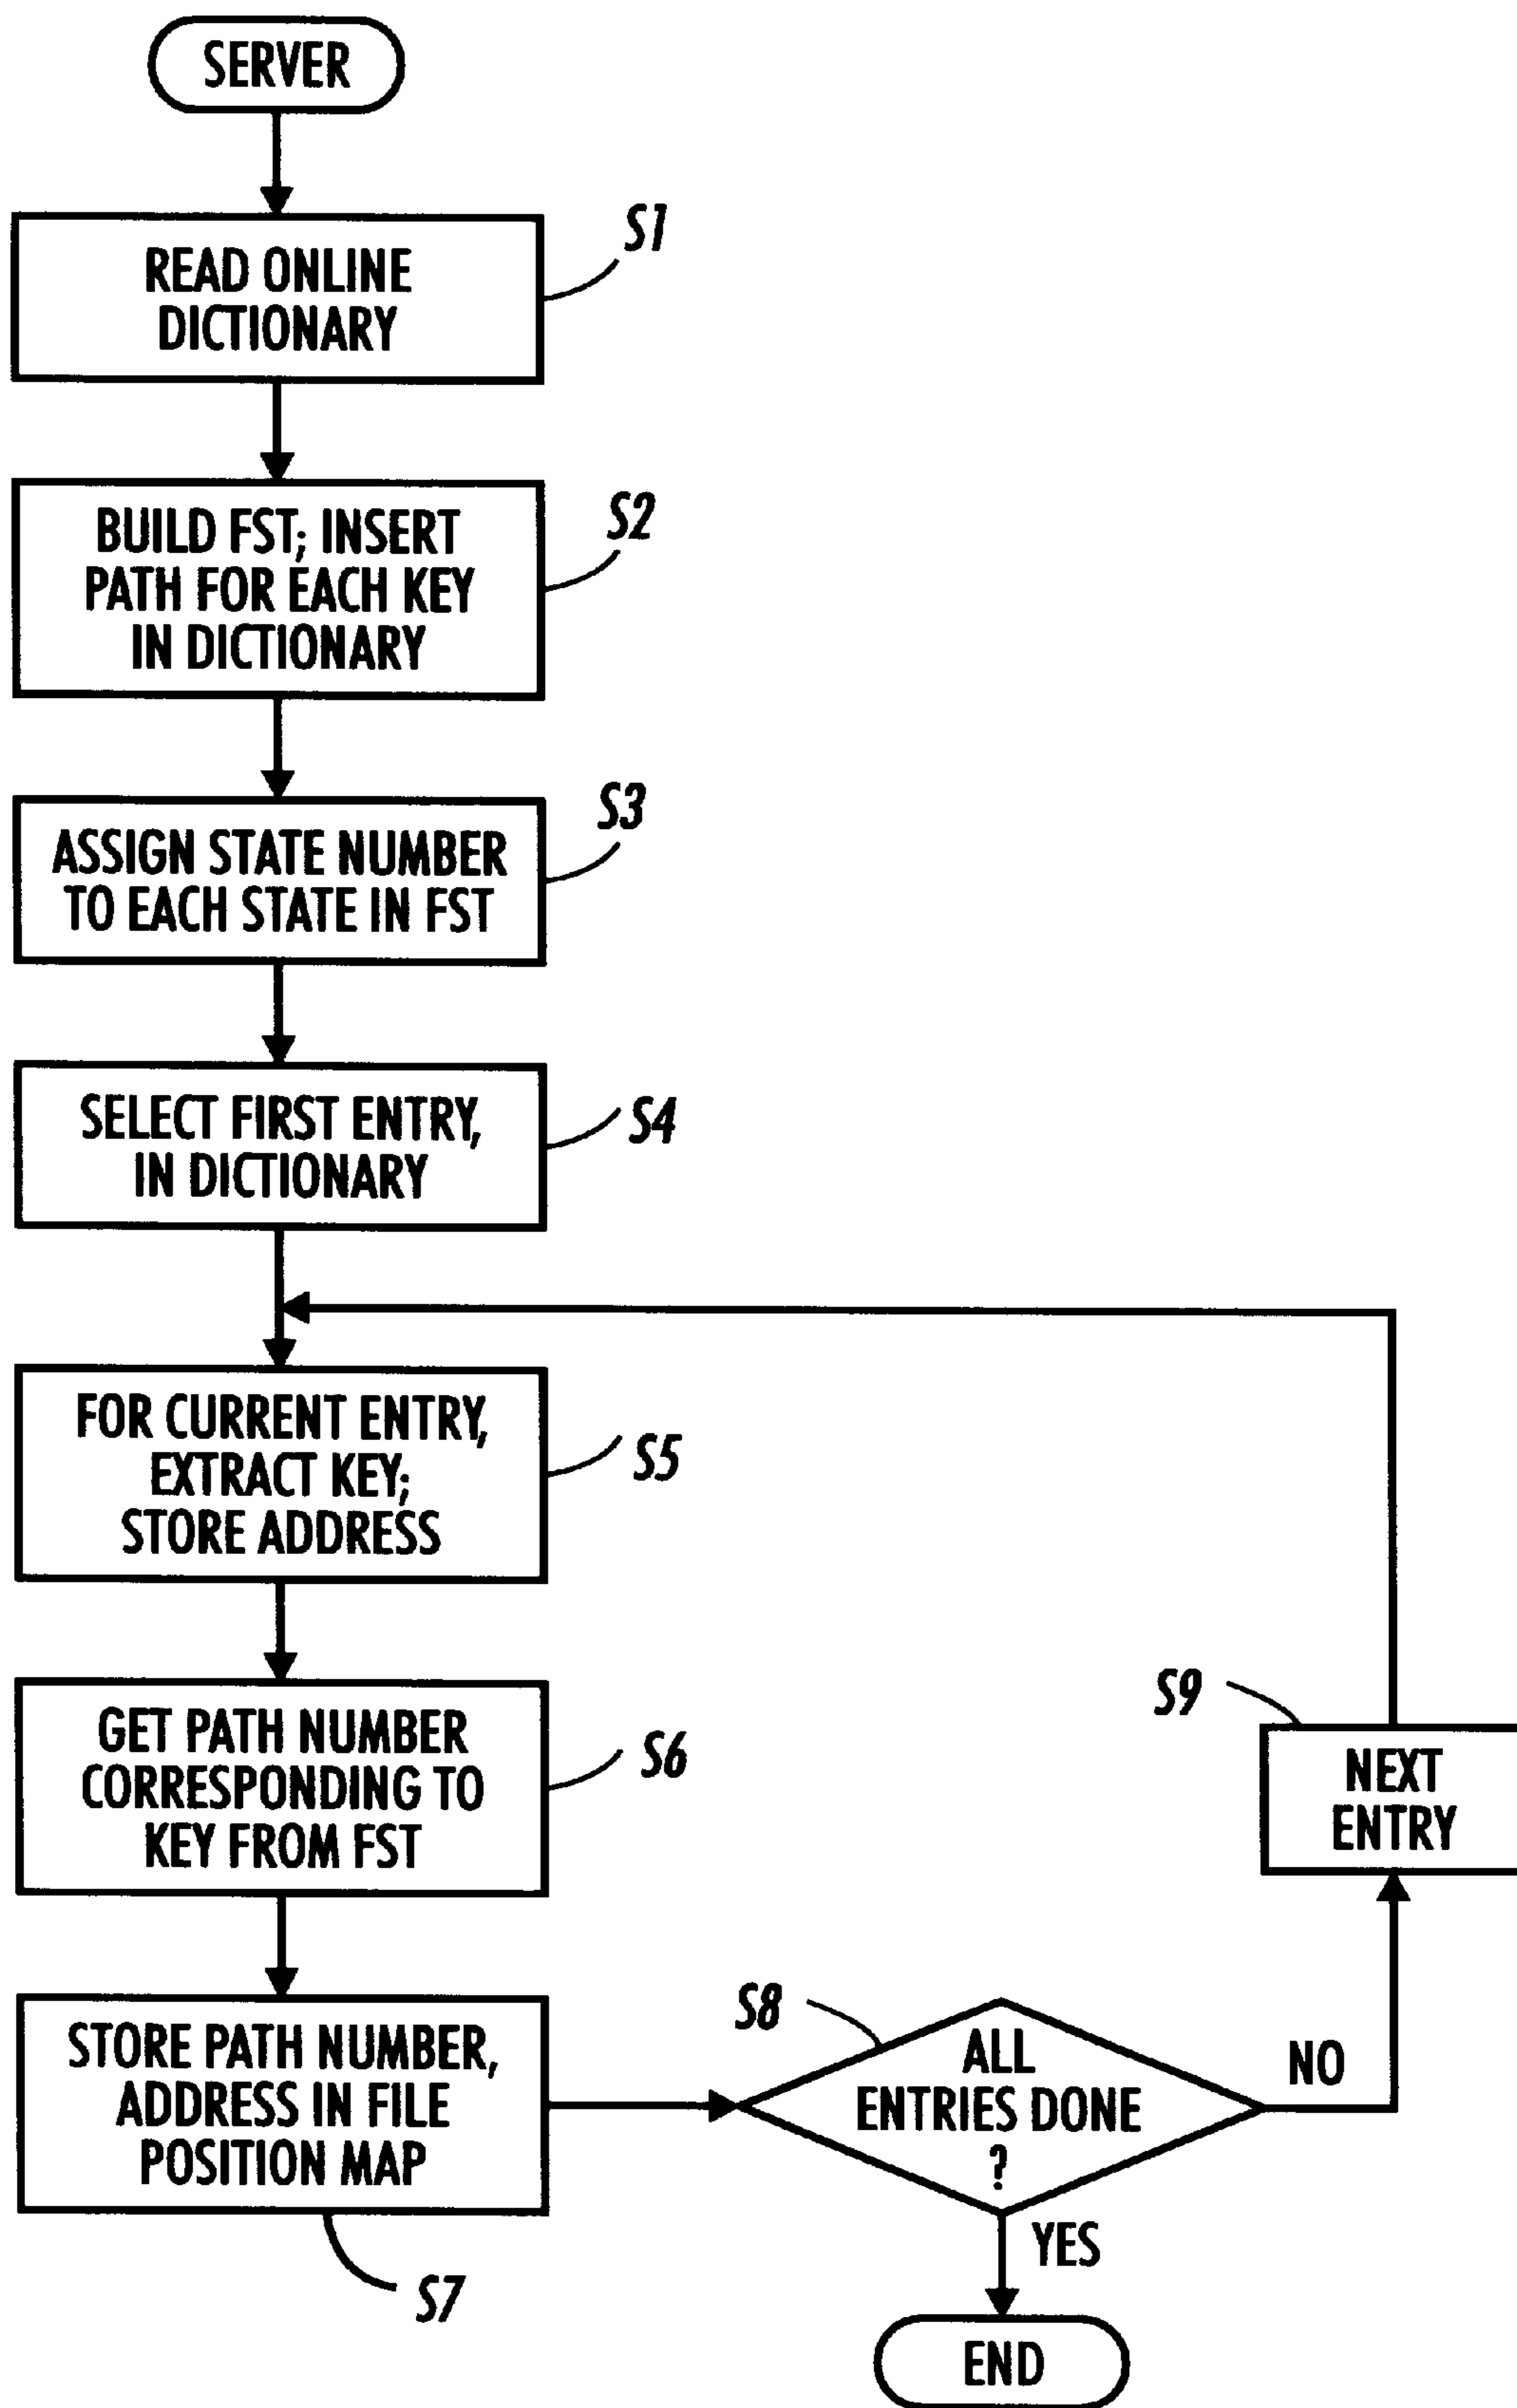 SERVER
S1
READ ONLINE
DICTIONARY
S2
BUILD FST; INSERT
PATH FOR EACH KEY
IN DICTIONARY
S3
ASSIGN STATE NUMBER
TO EACH STATE IN FST
S4
SELECT FIRST ENTRY,
IN DICTIONARY
S5
FOR CURRENT ENTRY,
EXTRACT KEY;
STORE ADDRESS
S6
GET PATH NUMBER
CORRESPONDING TO
KEY FROM FST
S7
STORE PATH NUMBER,
ADDRESS IN FILE
POSITION MAP
S8
ALL
ENTRIES DONE
?
NO
YES
S9
NEXT
ENTRY
END